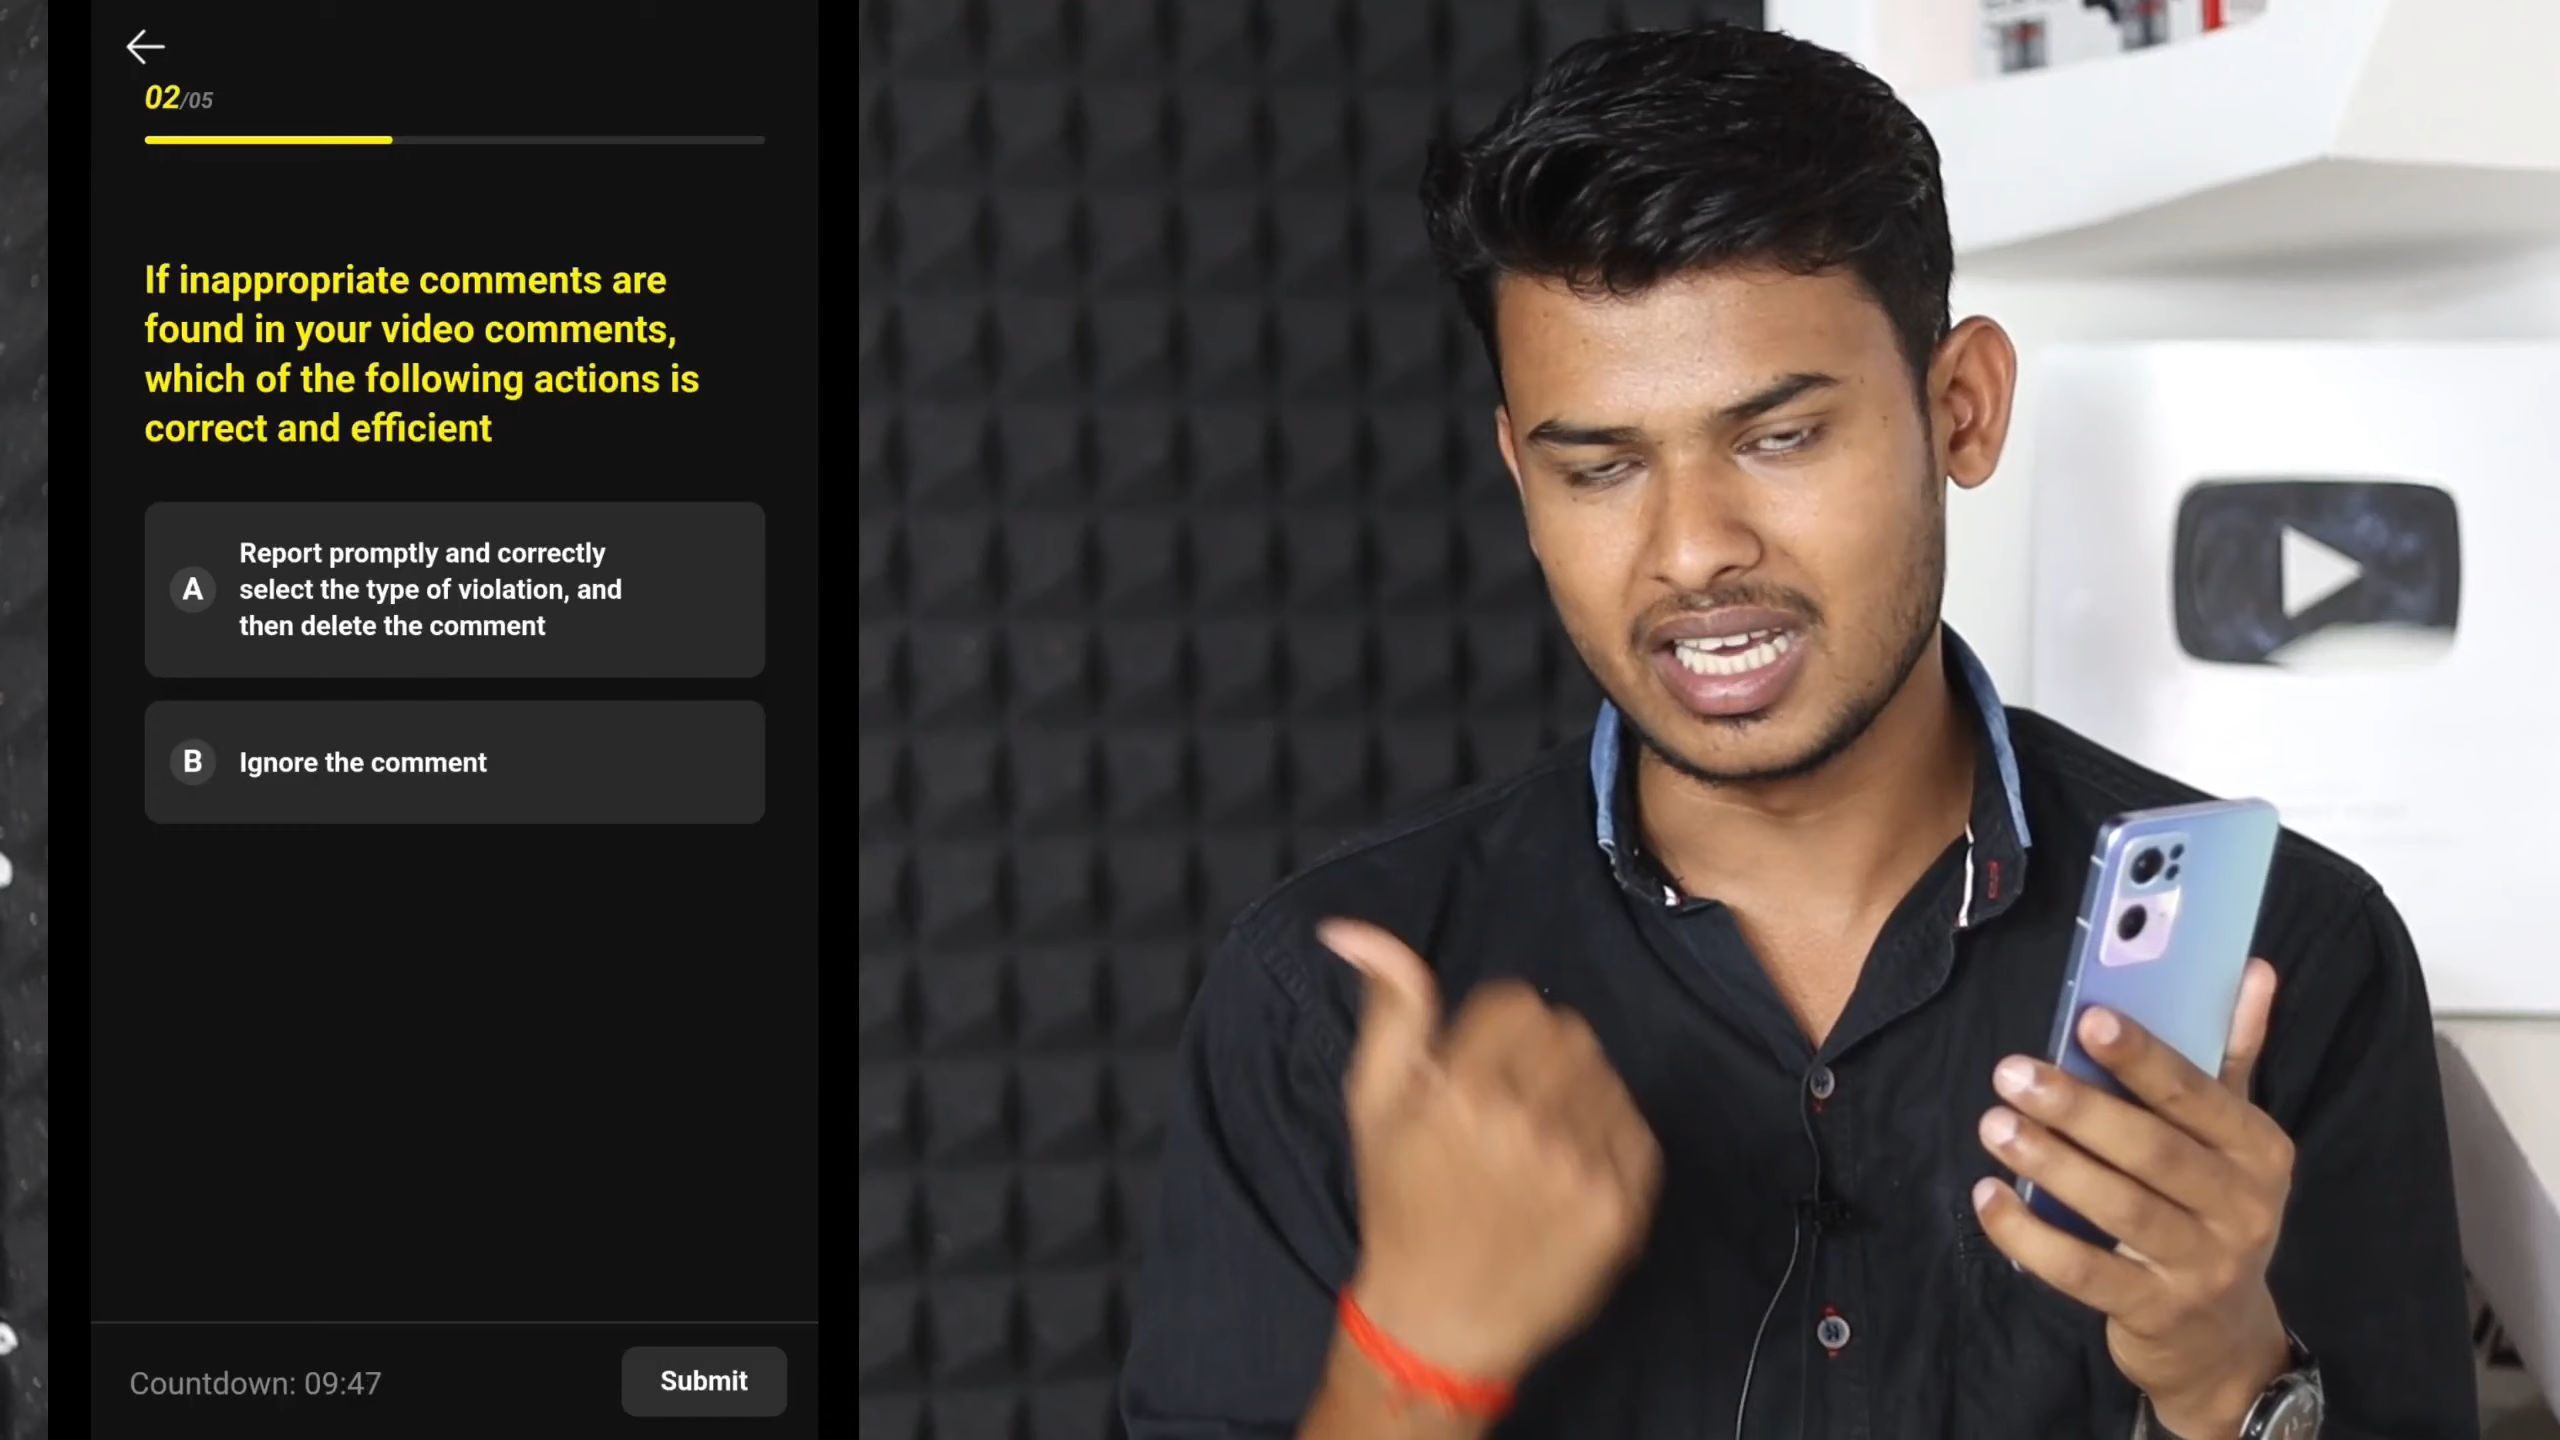 02/05
If inappropriate comments are
found in your video comments,
which of the following actions is
correct and efficient
A
Report promptly and correctly
select the type of violation, and
then delete the comment
B
Ignore the comment
Countdown: 09:47
Submit